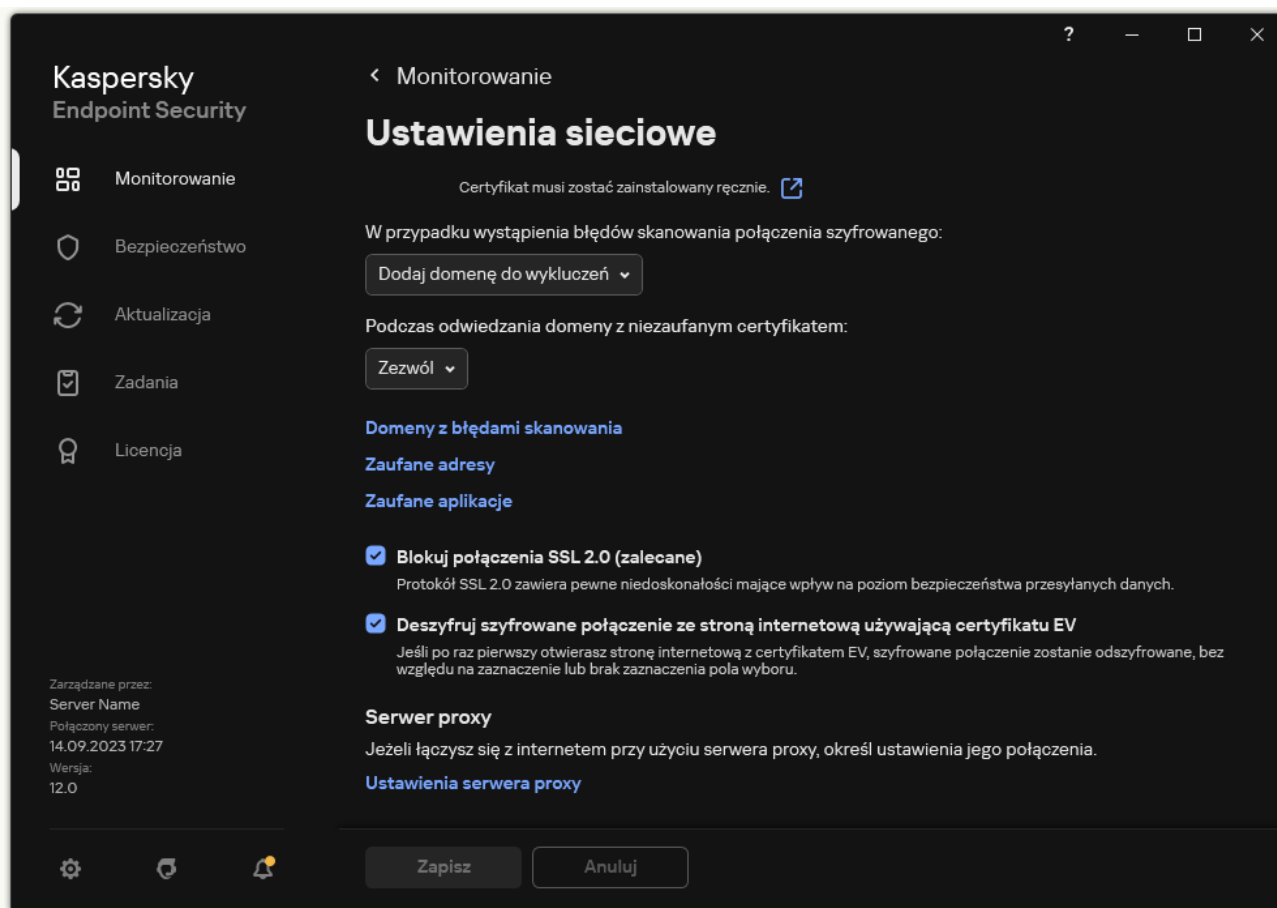 ?
Kaspersky
Endpoint Security
Monitorowanie
Bezpieczeństwo
Aktualizacja
Zadania
Licencja
Zarządzane przez:
Server Name
Połączony serwer:
14.09.2023 17:27
Wersja:
12.0
Monitorowanie
Ustawienia sieciowe
Certyfikat musi zostać zainstalowany ręcznie.
W przypadku wystąpienia błędów skanowania połączenia szyfrowanego:
Dodaj domenę do wykluczeń
Podczas odwiedzania domeny z niezaufanym certyfikatem:
Zezwól
Domeny z błędami skanowania
Zaufane adresy
Zaufane aplikacje
Blokuj połączenia SSL 2.0 (zalecane)
Protokół SSL 2.0 zawiera pewne niedoskonałości mające wpływ na poziom bezpieczeństwa przesyłanych danych.
Deszyfruj szyfrowane połączenie ze stroną internetową używającą certyfikatu EV
Jeśli po raz pierwszy otwierasz stronę internetową z certyfikatem EV, szyfrowane połączenie zostanie odszyfrowane, bez
względu na zaznaczenie lub brak zaznaczenia pola wyboru.
Serwer proxy
Jeżeli łączysz się z internetem przy użyciu serwera proxy, określ ustawienia jego połączenia.
Ustawienia serwera proxy
Zapisz
Anuluj